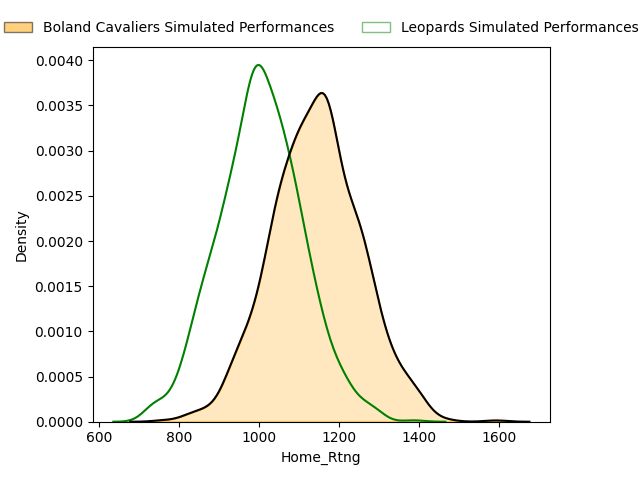 Boland Cavaliers Simulated Performances Leopards Simulated Performances
0.0040
0.0035
0.0030
0.0025
0.0020
0.0015
0.0010
0.0005
0.0000
Density
600 800 1000 1200 1400 1600
Home_Rtng